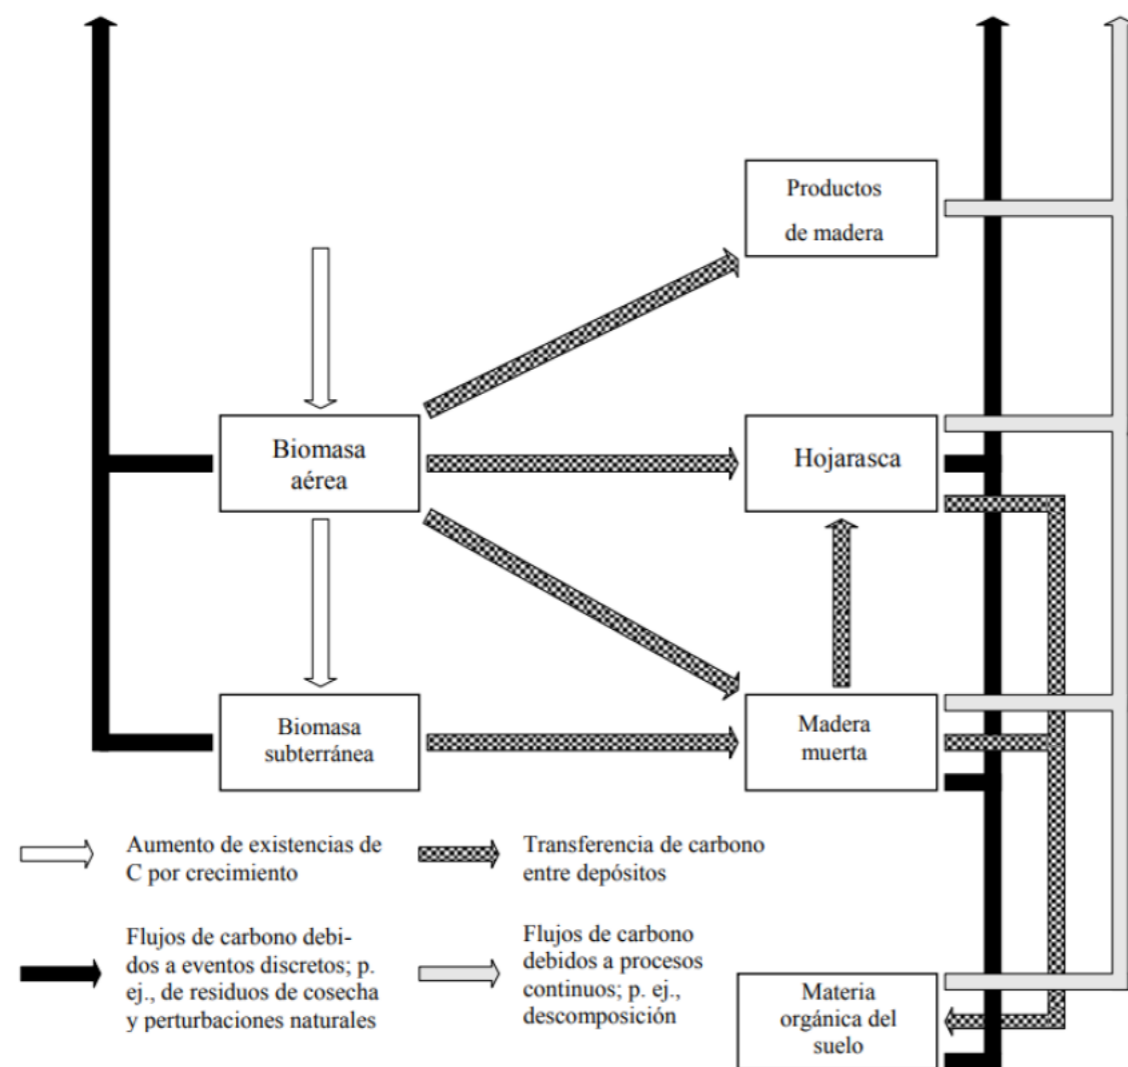 Productos
de madera
Biomasa
aérea
Hojarasca
Biomasa
subterránea
Madera
muerta
Aumento de existencias de
C por crecimiento
Transferencia de carbono
entre depósitos
Flujos de carbono debi-
dos a eventos discretos; p.
ej., de residuos de cosecha
y perturbaciones naturales
Flujos de carbono
debidos a procesos
continuos; p. ej.,
descomposición
Materia
orgánica del
suelo